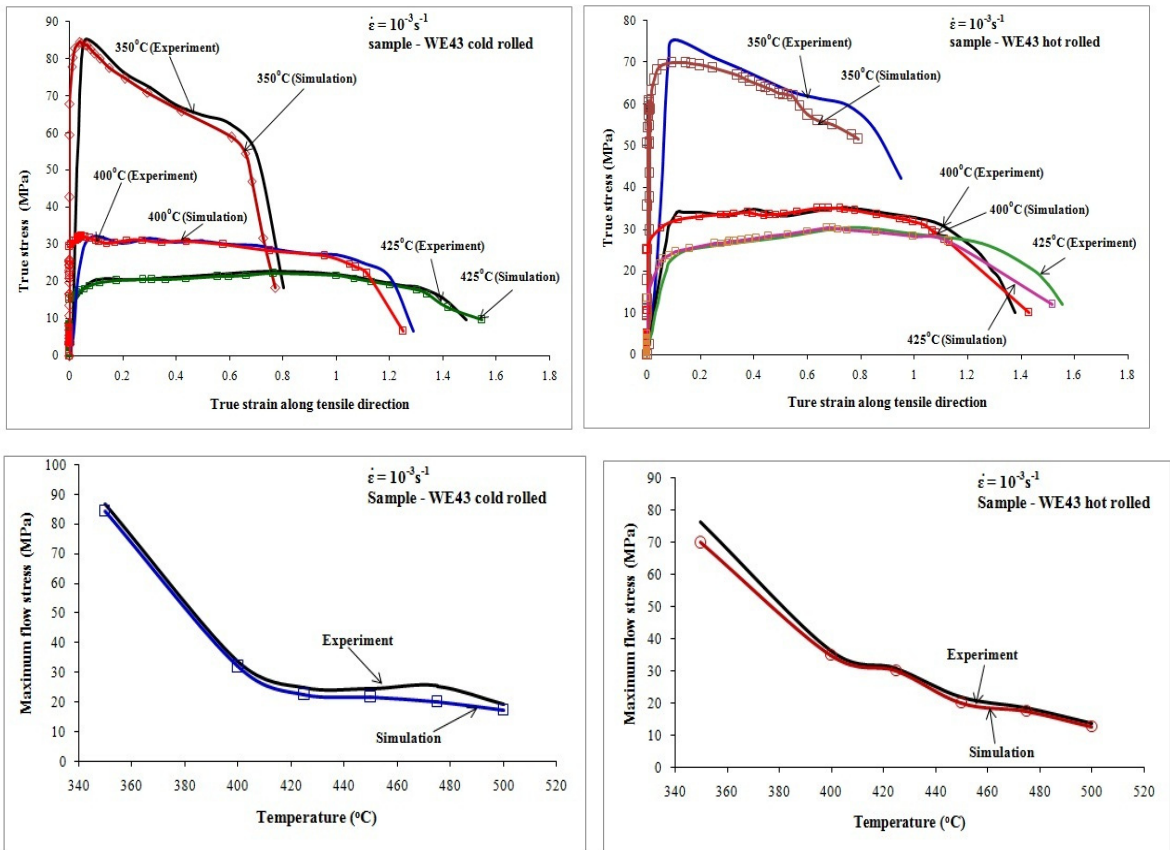 ε̇ = 10⁻³s⁻¹
sample - WE43 cold rolled
350⁰C(Experiment)
350⁰C(Simulation)
400⁰C(Experiment)
400⁰C(Simulation)
425⁰C(Experiment)
425⁰C(Simulation)
True stress (MPa)
90
80
70
60
50
40
30
20
10
0
0 0.2 0.4 0.6 0.8 1 1.2 1.4 1.6 1.8
True strain along tensile direction
ε̇ = 10⁻³s⁻¹
sample - WE43 hot rolled
350⁰C(Experiment)
350⁰C(Simulation)
400⁰C(Experiment)
400⁰C(Simulation)
425⁰C(Experiment)
425⁰C(Simulation)
True stress (MPa)
80
70
60
50
40
30
20
10
0
0 0.2 0.4 0.6 0.8 1 1.2 1.4 1.6 1.8
Ture strain along tensile direction
ε̇ = 10⁻³s⁻¹
Sample - WE43 cold rolled
Experiment
Simulation
Maximum flow stress (MPa)
100
90
80
70
60
50
40
30
20
10
0
340 360 380 400 420 440 460 480 500 520
Temperature (ºC)
ε̇ = 10⁻³s⁻¹
Sample - WE43 hot rolled
Experiment
Simulation
Maximum flow stress (MPa)
90
80
70
60
50
40
30
20
10
0
340 360 380 400 420 440 460 480 500 520
Temperature (ºC)